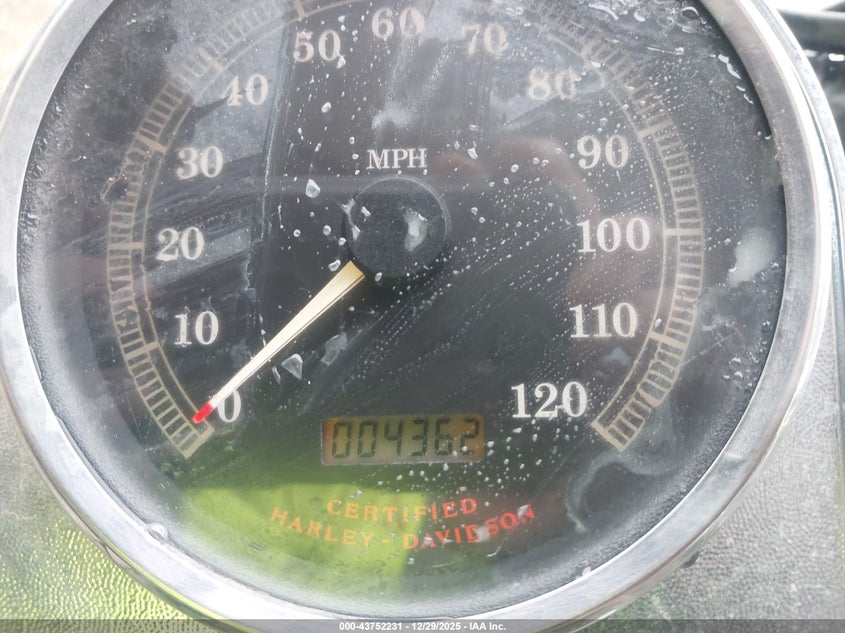 60
50 70
40 80
MPH
30 90
20 100
10 110
0 120
004362
CERTIFIED
HARLEY-DAVIDSON
000-43752231 - 12/29/2025 - IAA Inc.